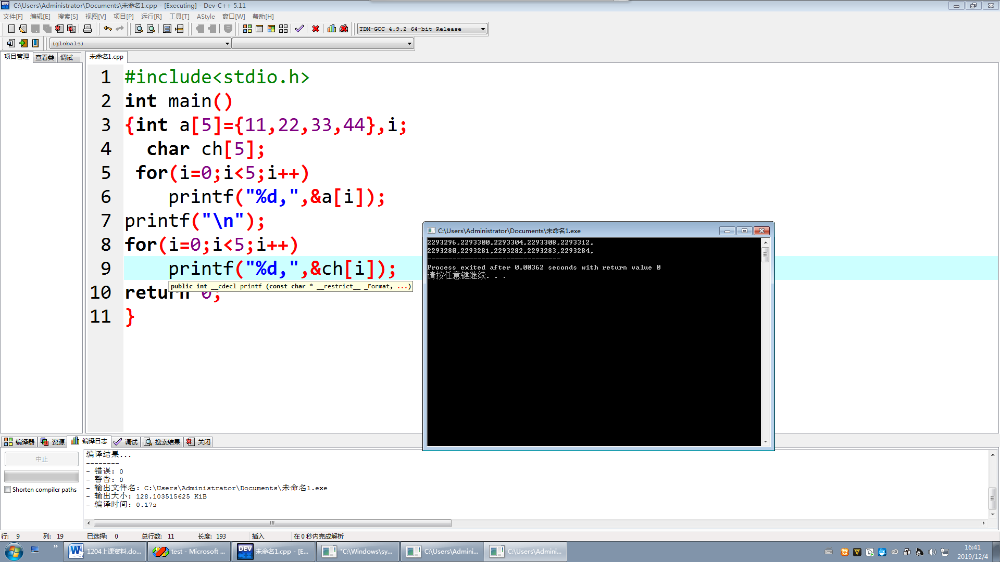 C:\Users\Administrator\Documents\未命名1.cpp - [Executing] - Dev-C++ 5.11
文件[F] 编辑[E] 搜索[S] 视图[V] 项目[P] 运行[R] 工具[T] AStyle 窗口[W] 帮助[H]
TDM-GCC 4.9.2 64-bit Release
(globals)
项目管理 查看类 调试 未命名1.cpp
1 #include<stdio.h>
2 int main()
3 {int a[5]={11,22,33,44},i;
4 char ch[5];
5 for(i=0;i<5;i++)
6 printf("%d,",&a[i]);
7 printf("\n");
8 for(i=0;i<5;i++)
9 printf("%d,",&ch[i]);
public int __cdecl printf (const char * __restrict__ _Format, ...)
10 return 0;
11 }
C:\Users\Administrator\Documents\未命名1.exe
2293296,2293300,2293304,2293308,2293312,
2293280,2293281,2293282,2293283,2293284,
--------------------------------
Process exited after 0.00362 seconds with return value 0
请按任意键继续. . .
编译器 资源 编译日志 调试 搜索结果 关闭
中止
Shorten compiler paths
编译结果...
--------
- 错误: 0
- 警告: 0
- 输出文件名: C:\Users\Administrator\Documents\未命名1.exe
- 输出大小: 128.103515625 KiB
- 编译时间: 0.17s
行: 9 列: 19 已选择: 0 总行数: 11 长度: 193 插入 在 0 秒内完成解析
1204上课资料.do...
test - Microsoft ...
DEV 未命名1.cpp - [E...
"C:\Windows\sy...
C:\Users\Admini...
C:\Users\Admini...
16:41
2019/12/4